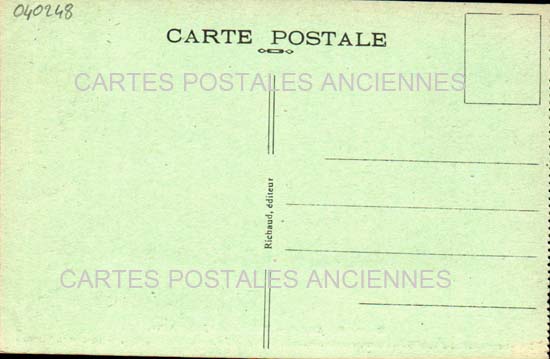 040248
CARTE POSTALE
CARTES POSTALES ANCIENNES
Richaud, éditeur
CARTES POSTALES ANCIENNES